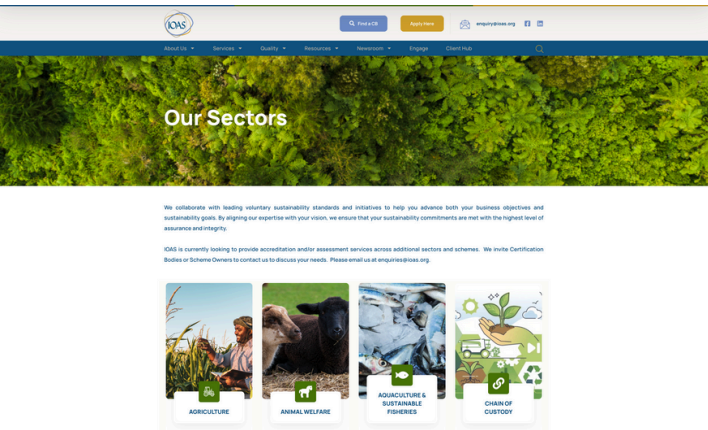 IOAS
Find a CB
Apply Here
enquiry@ioas.org
About Us
Services
Quality
Resources
Newsroom
Engage
Client Hub
Our Sectors
We collaborate with leading voluntary sustainability standards and initiatives to help you advance both your business objectives and
sustainability goals. By aligning our expertise with your vision, we ensure that your sustainability commitments are met with the highest level of
assurance and integrity.
IOAS is currently looking to provide accreditation and/or assessment services across additional sectors and schemes. We invite Certification
Bodies or Scheme Owners to contact us to discuss your needs. Please email us at enquiries@ioas.org.
AGRICULTURE
ANIMAL WELFARE
AQUACULTURE &
SUSTAINABLE
FISHERIES
CHAIN OF
CUSTODY